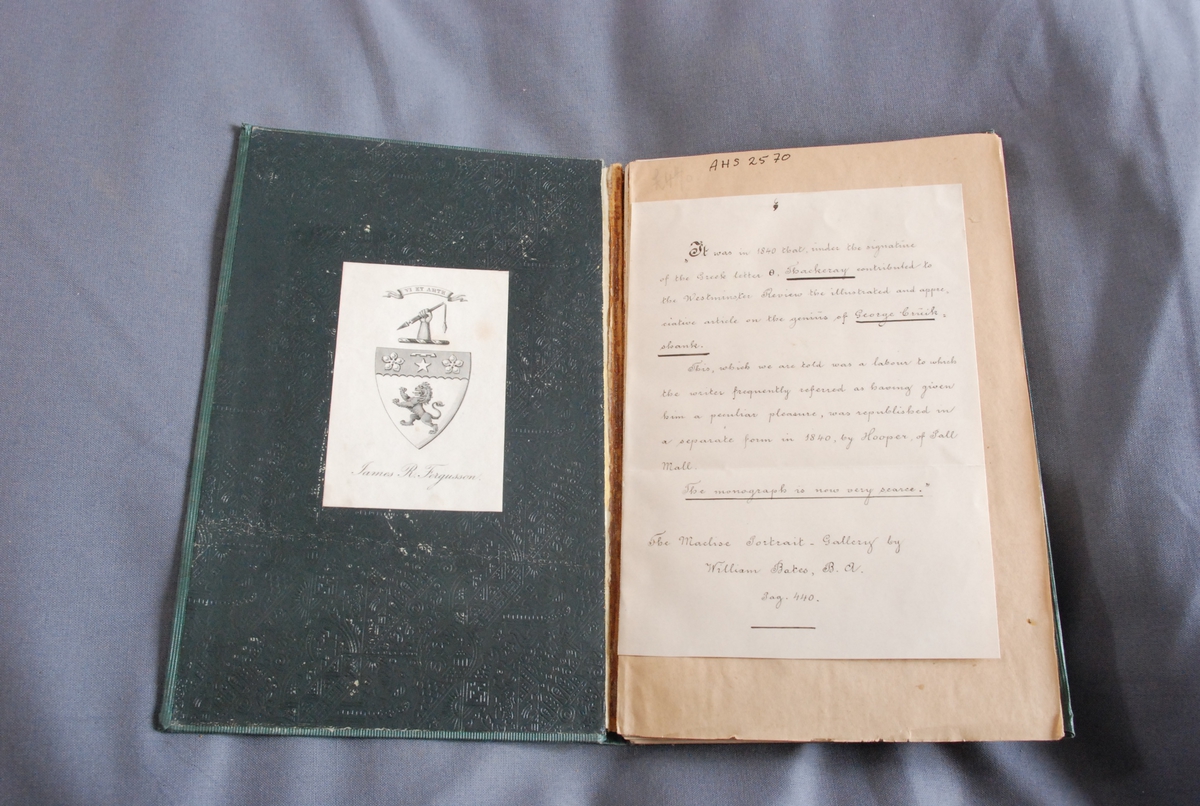 VI ET ARTE
James R. Fergusson.
AHS 2570
"It was in 1840 that, under the signature
of the Greek letter θ, Thackeray contributed to
the Westminster Review the illustrated and appre-
ciative article on the genius of George Cruik-
shank.
This, which we are told was a labour to which
the writer frequently referred as having given
him a peculiar pleasure, was republished in
a separate form in 1840, by Hooper, of Pall
Mall.
The monograph is now very scarce."
The Maclise Portrait-Gallery by
William Bates, B. A.
Pag. 440.